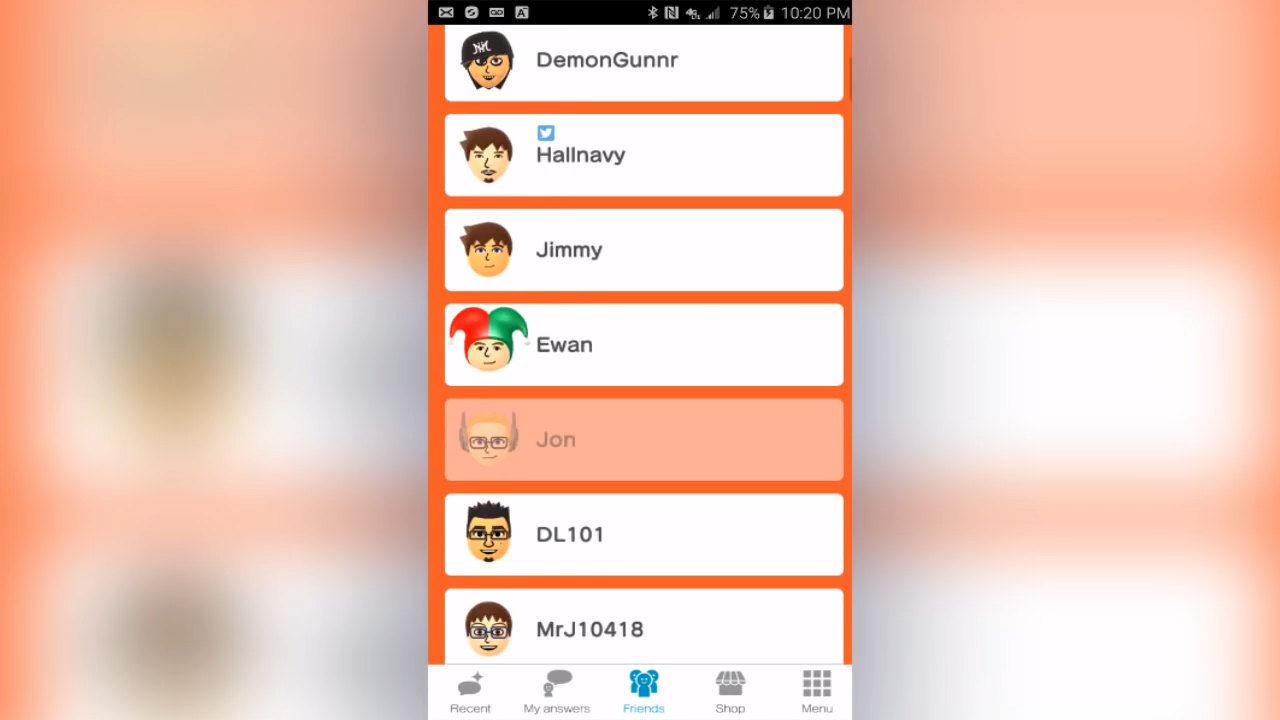 75% 10:20 PM
DemonGunnr
Hallnavy
Jimmy
Ewan
Jon
DL101
MrJ10418
Recent
My answers
Friends
Shop
Menu